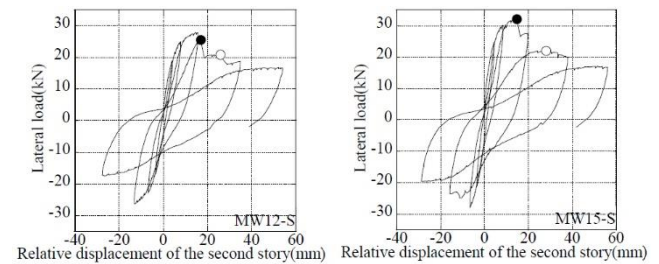 30
20
10
0
-10
-20
-30
Lateral load(kN)
MW12-S
-40 -20 0 20 40 60
Relative displacement of the second story(mm)
30
20
10
0
-10
-20
-30
Lateral load(kN)
MW15-S
-40 -20 0 20 40 60
Relative displacement of the second story(mm)